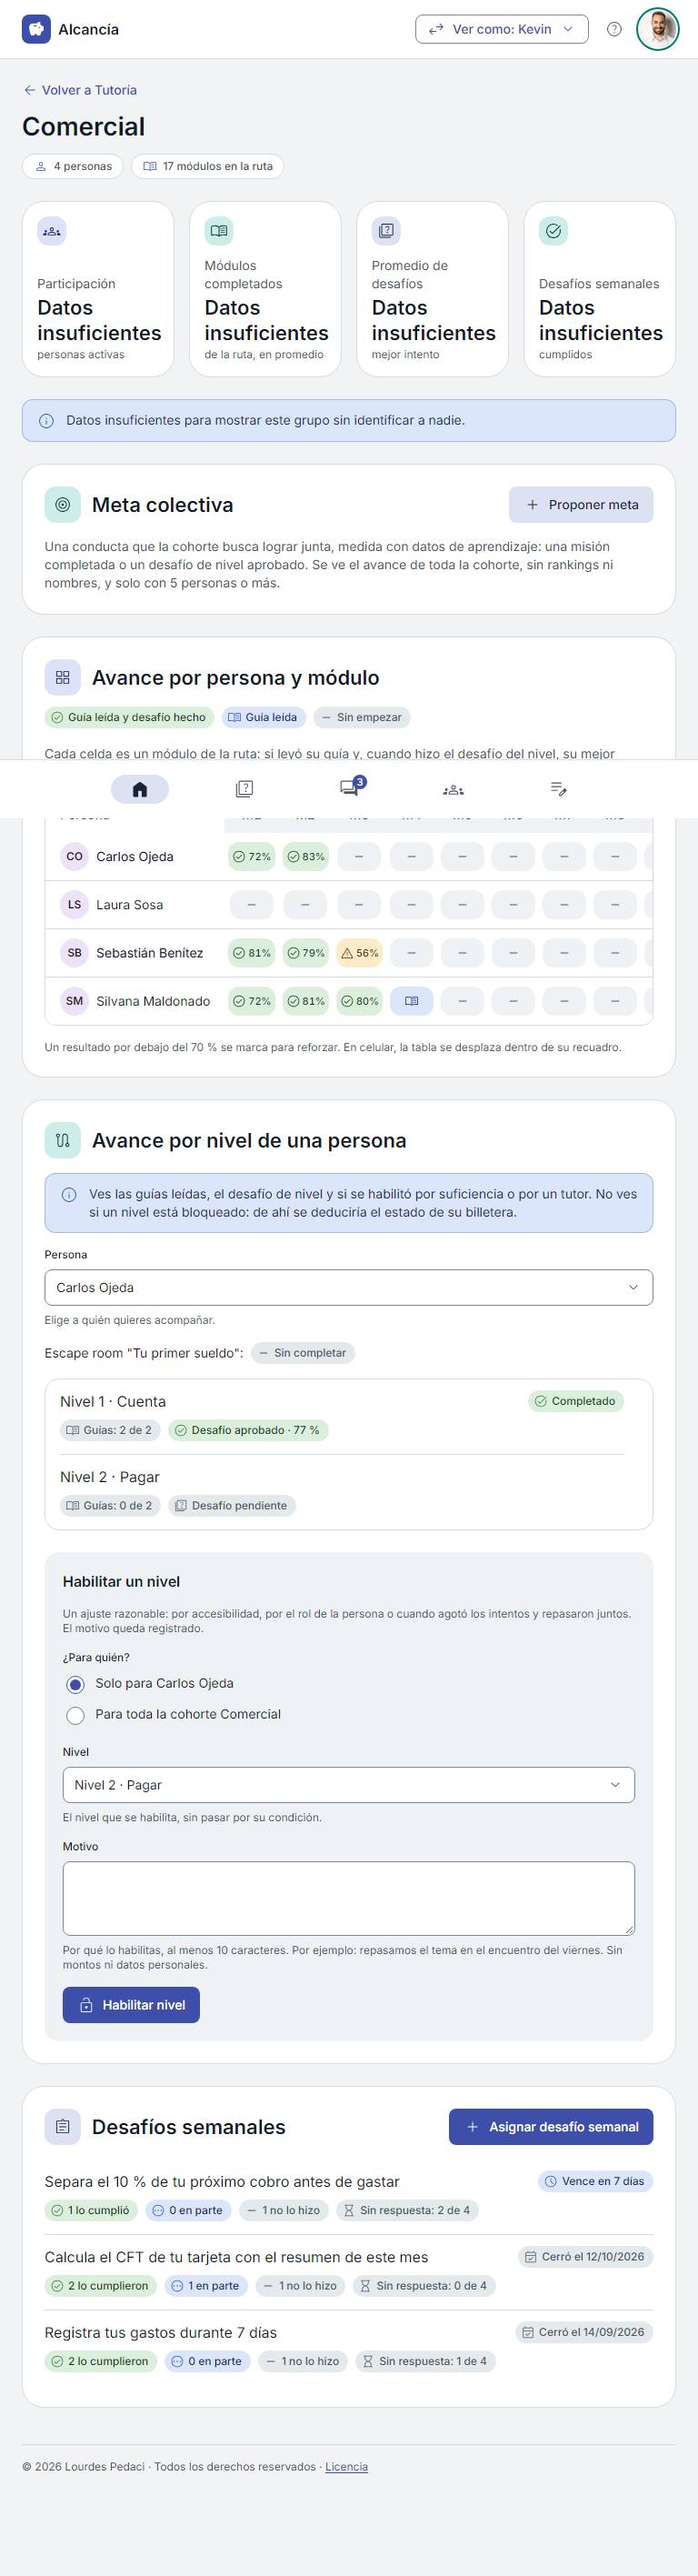 Alcancía
Ver como: Kevin
Volver a Tutoría
Comercial
4 personas
17 módulos en la ruta
Participación
Datos
insuficientes
personas activas
Módulos
completados
Datos
insuficientes
de la ruta, en promedio
Promedio de
desafíos
Datos
insuficientes
mejor intento
Desafíos semanales
Datos
insuficientes
cumplidos
Datos insuficientes para mostrar este grupo sin identificar a nadie.
Meta colectiva
+ Proponer meta
Una conducta que la cohorte busca lograr junta, medida con datos de aprendizaje: una misión
completada o un desafío de nivel aprobado. Se ve el avance de toda la cohorte, sin rankings ni
nombres, y solo con 5 personas o más.
Avance por persona y módulo
Guía leída y desafío hecho
Guía leída
– Sin empezar
Cada celda es un módulo de la ruta: si leyó su guía y, cuando hizo el desafío del nivel, su mejor
3
CO Carlos Ojeda 72% 83% – – – – – –
LS Laura Sosa – – – – – – – –
SB Sebastián Benítez 81% 79% 56% – – – – –
SM Silvana Maldonado 72% 81% 80% – – – –
Un resultado por debajo del 70 % se marca para reforzar. En celular, la tabla se desplaza dentro de su recuadro.
Avance por nivel de una persona
Ves las guías leídas, el desafío de nivel y si se habilitó por suficiencia o por un tutor. No ves
si un nivel está bloqueado: de ahí se deduciría el estado de su billetera.
Persona
Carlos Ojeda
Elige a quién quieres acompañar.
Escape room "Tu primer sueldo": – Sin completar
Nivel 1 · Cuenta
Completado
Guías: 2 de 2
Desafío aprobado · 77 %
Nivel 2 · Pagar
Guías: 0 de 2
Desafío pendiente
Habilitar un nivel
Un ajuste razonable: por accesibilidad, por el rol de la persona o cuando agotó los intentos y repasaron juntos.
El motivo queda registrado.
¿Para quién?
Solo para Carlos Ojeda
Para toda la cohorte Comercial
Nivel
Nivel 2 · Pagar
El nivel que se habilita, sin pasar por su condición.
Motivo
Por qué lo habilitas, al menos 10 caracteres. Por ejemplo: repasamos el tema en el encuentro del viernes. Sin
montos ni datos personales.
Habilitar nivel
Desafíos semanales
+ Asignar desafío semanal
Separa el 10 % de tu próximo cobro antes de gastar
Vence en 7 días
1 lo cumplió
0 en parte
– 1 no lo hizo
Sin respuesta: 2 de 4
Calcula el CFT de tu tarjeta con el resumen de este mes
Cerró el 12/10/2026
2 lo cumplieron
1 en parte
– 1 no lo hizo
Sin respuesta: 0 de 4
Registra tus gastos durante 7 días
Cerró el 14/09/2026
2 lo cumplieron
0 en parte
– 1 no lo hizo
Sin respuesta: 1 de 4
© 2026 Lourdes Pedaci · Todos los derechos reservados · Licencia